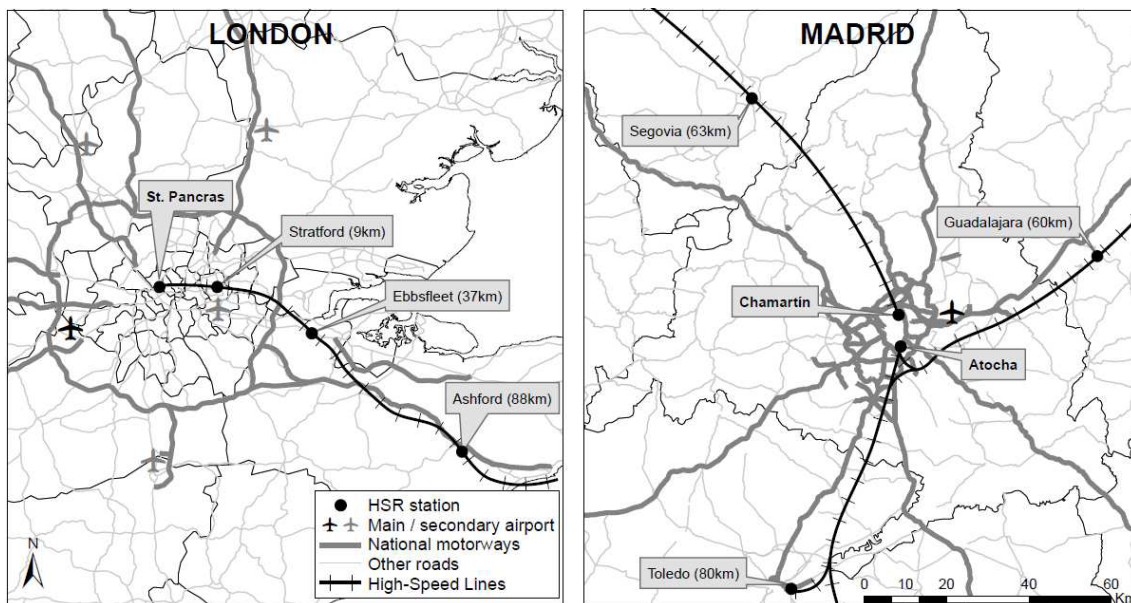 LONDON
St. Pancras
Stratford (9km)
Ebbsfleet (37km)
Ashford (88km)
HSR station
Main / secondary airport
National motorways
Other roads
High-Speed Lines
N
MADRID
Segovia (63km)
Guadalajara (60km)
Chamartín
Atocha
Toledo (80km)
0 10 20 40 60
Km